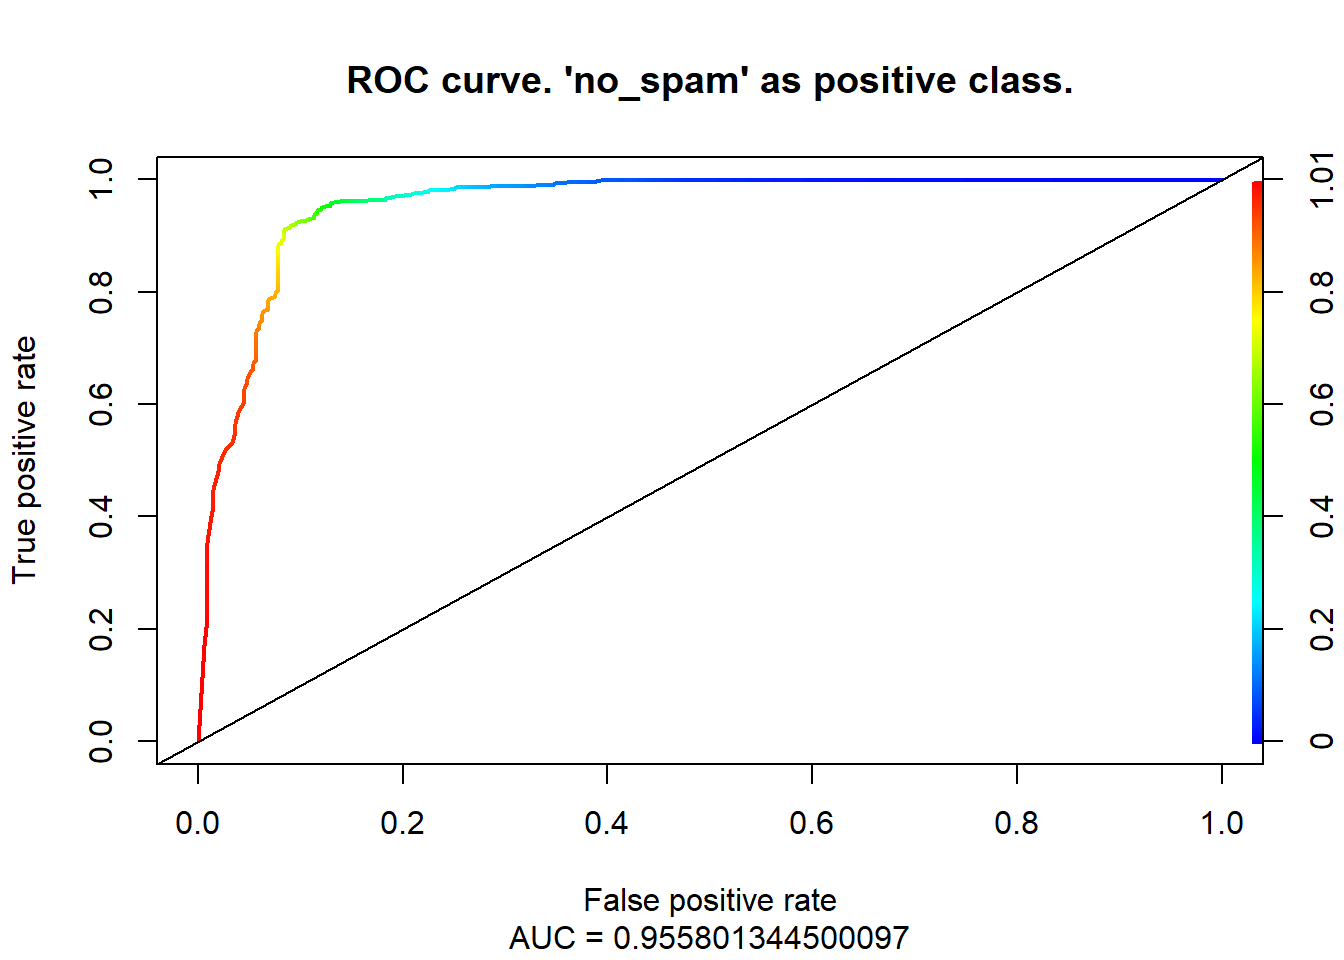 ROC curve. 'no_spam' as positive class.
True positive rate
1.0
0.8
0.6
0.4
0.2
0.0
1.01
0.8
0.6
0.4
0.2
0
0.0 0.2 0.4 0.6 0.8 1.0
False positive rate
AUC = 0.955801344500097